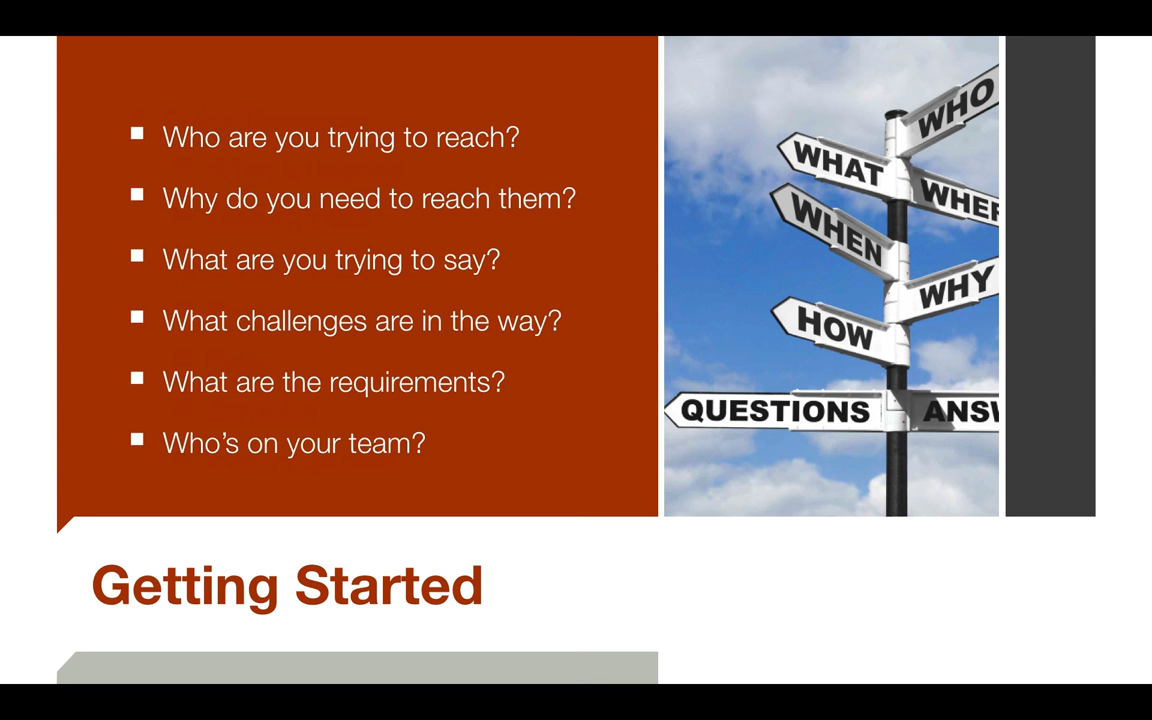 Who are you trying to reach?
Why do you need to reach them?
What are you trying to say?
What challenges are in the way?
What are the requirements?
Who’s on your team?
WHO
WHAT
WHEN
WHY
HOW
QUESTIONS
Getting Started